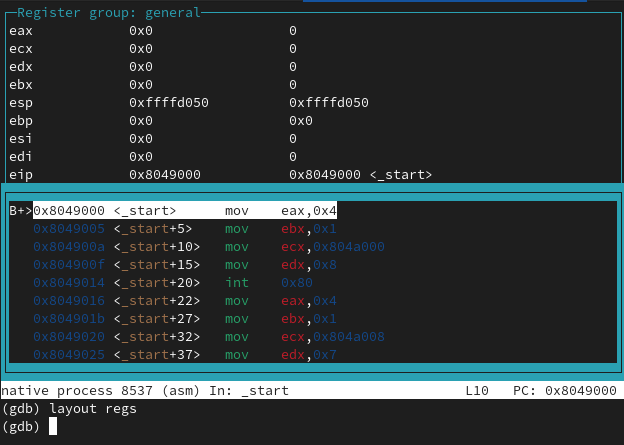 Register group: general
eax 0x0 0
ecx 0x0 0
edx 0x0 0
ebx 0x0 0
esp 0xffffd050 0xffffd050
ebp 0x0 0x0
esi 0x0 0
edi 0x0 0
eip 0x8049000 0x8049000 <_start>
B+>0x8049000 <_start> mov eax,0x4
0x8049005 <_start+5> mov ebx,0x1
0x804900a <_start+10> mov ecx,0x804a000
0x804900f <_start+15> mov edx,0x8
0x8049014 <_start+20> int 0x80
0x8049016 <_start+22> mov eax,0x4
0x804901b <_start+27> mov ebx,0x1
0x8049020 <_start+32> mov ecx,0x804a008
0x8049025 <_start+37> mov edx,0x7
native process 8537 (asm) In: _start L10 PC: 0x8049000
(gdb) layout regs
(gdb)